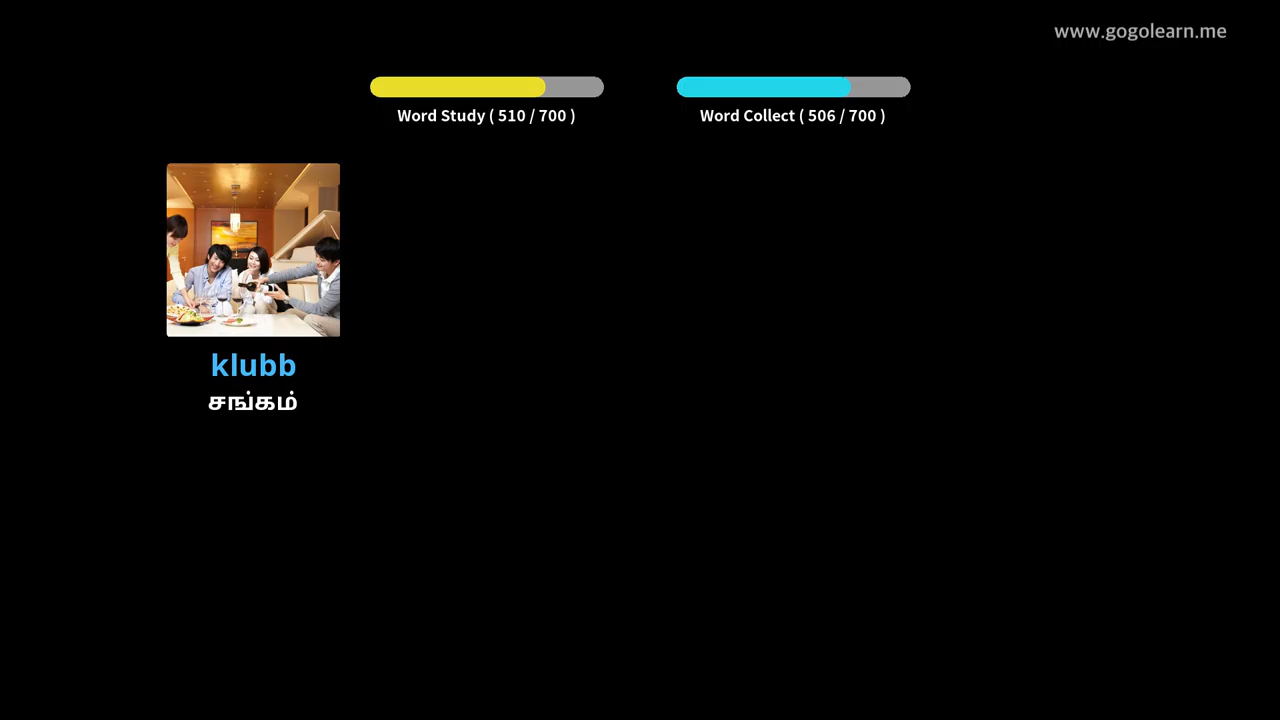 www.gogolearn.me
Word Study ( 510 / 700 )
Word Collect ( 506 / 700 )
klubb
சங்கம்